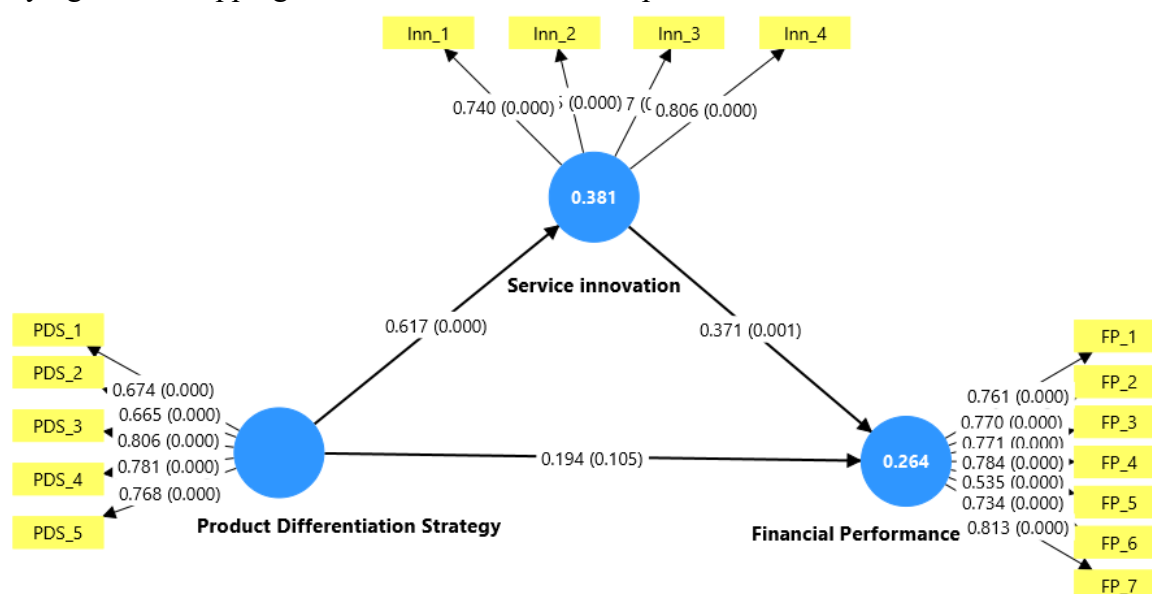 Inn_1 Inn_2 Inn_3 Inn_4
0.740 (0.000) (0.000) 0.806 (0.000)
0.381
Service innovation
0.617 (0.000)
0.371 (0.001)
PDS_1
PDS_2
PDS_3
PDS_4
PDS_5
0.674 (0.000)
0.665 (0.000)
0.806 (0.000)
0.781 (0.000)
0.768 (0.000)
Product Differentiation Strategy
0.194 (0.105)
0.264
Financial Performance
0.761 (0.000)
0.770 (0.000)
0.771 (0.000)
0.784 (0.000)
0.535 (0.000)
0.734 (0.000)
0.813 (0.000)
FP_1
FP_2
FP_3
FP_4
FP_5
FP_6
FP_7